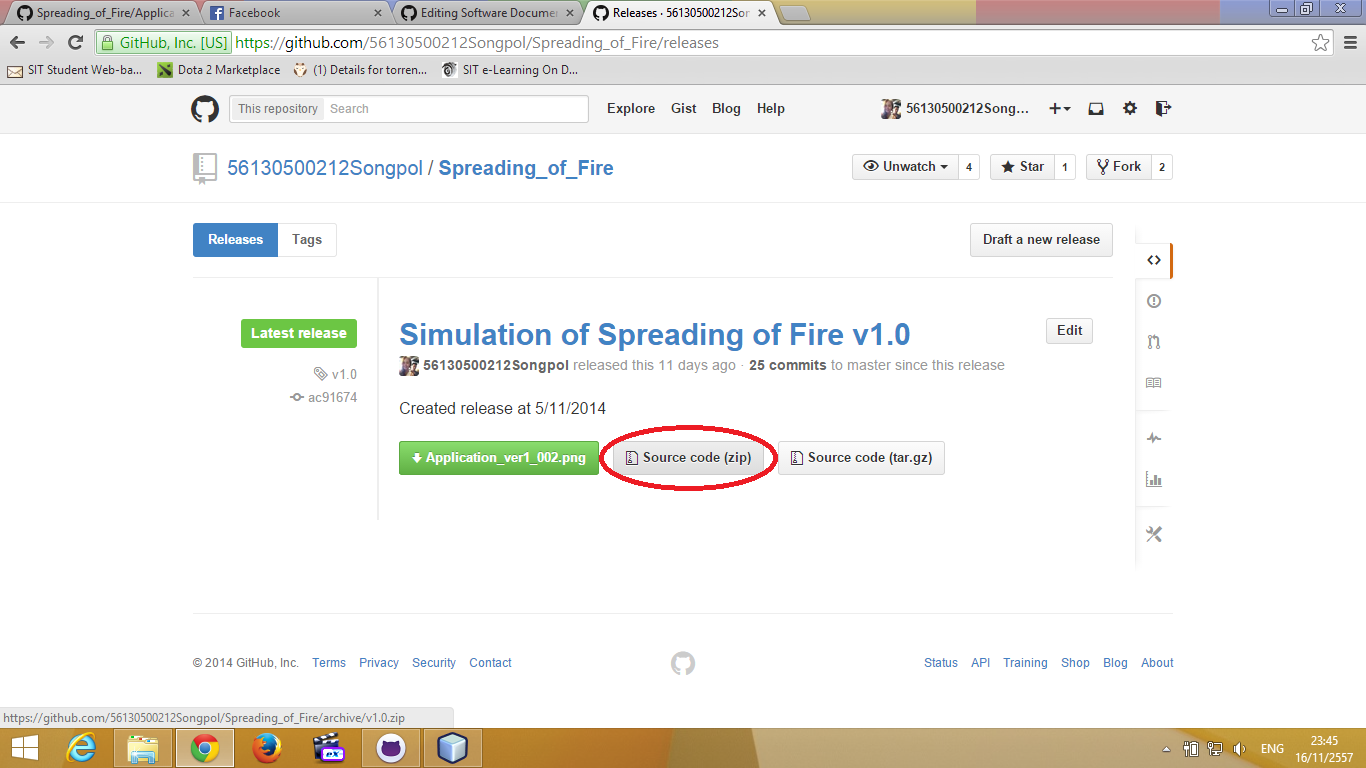 Spreading_of_Fire/Applica
Facebook
Editing Software Documen
Releases · 56130500212Son
GitHub, Inc. [US] https://github.com/56130500212Songpol/Spreading_of_Fire/releases
SIT Student Web-ba...
Dota 2 Marketplace
(1) Details for torren...
SIT e-Learning On D...
This repository Search
Explore Gist Blog Help
56130500212Song...
56130500212Songpol / Spreading_of_Fire
Unwatch 4
Star 1
Fork 2
Releases Tags
Draft a new release
Latest release
v1.0
ac91674
Simulation of Spreading of Fire v1.0
Edit
56130500212Songpol released this 11 days ago · 25 commits to master since this release
Created release at 5/11/2014
Application_ver1_002.png
Source code (zip)
Source code (tar.gz)
© 2014 GitHub, Inc. Terms Privacy Security Contact
Status API Training Shop Blog About
https://github.com/56130500212Songpol/Spreading_of_Fire/archive/v1.0.zip
ex
ENG
23:45
16/11/2557